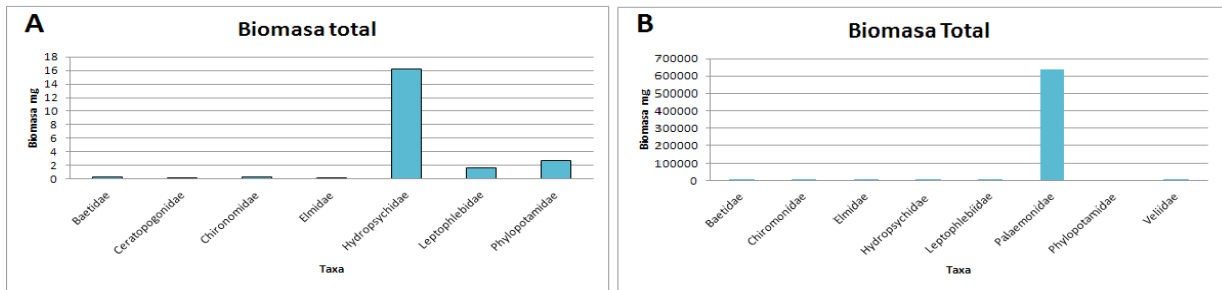 A
Biomasa total
Biomasa mg
18
16
14
12
10
8
6
4
2
0
Baetidae
Ceratopogonidae
Chironomidae
Elmidae
Hydropsychidae
Leptophlebidae
Phylopotamidae
Taxa
B
Biomasa Total
Biomasa mg
700000
600000
500000
400000
300000
200000
100000
0
Baetidae
Chiromonidae
Elmidae
Hydropsychidae
Leptophlebiidae
Palaemonidae
Phylopotamidae
Veliidae
Taxa